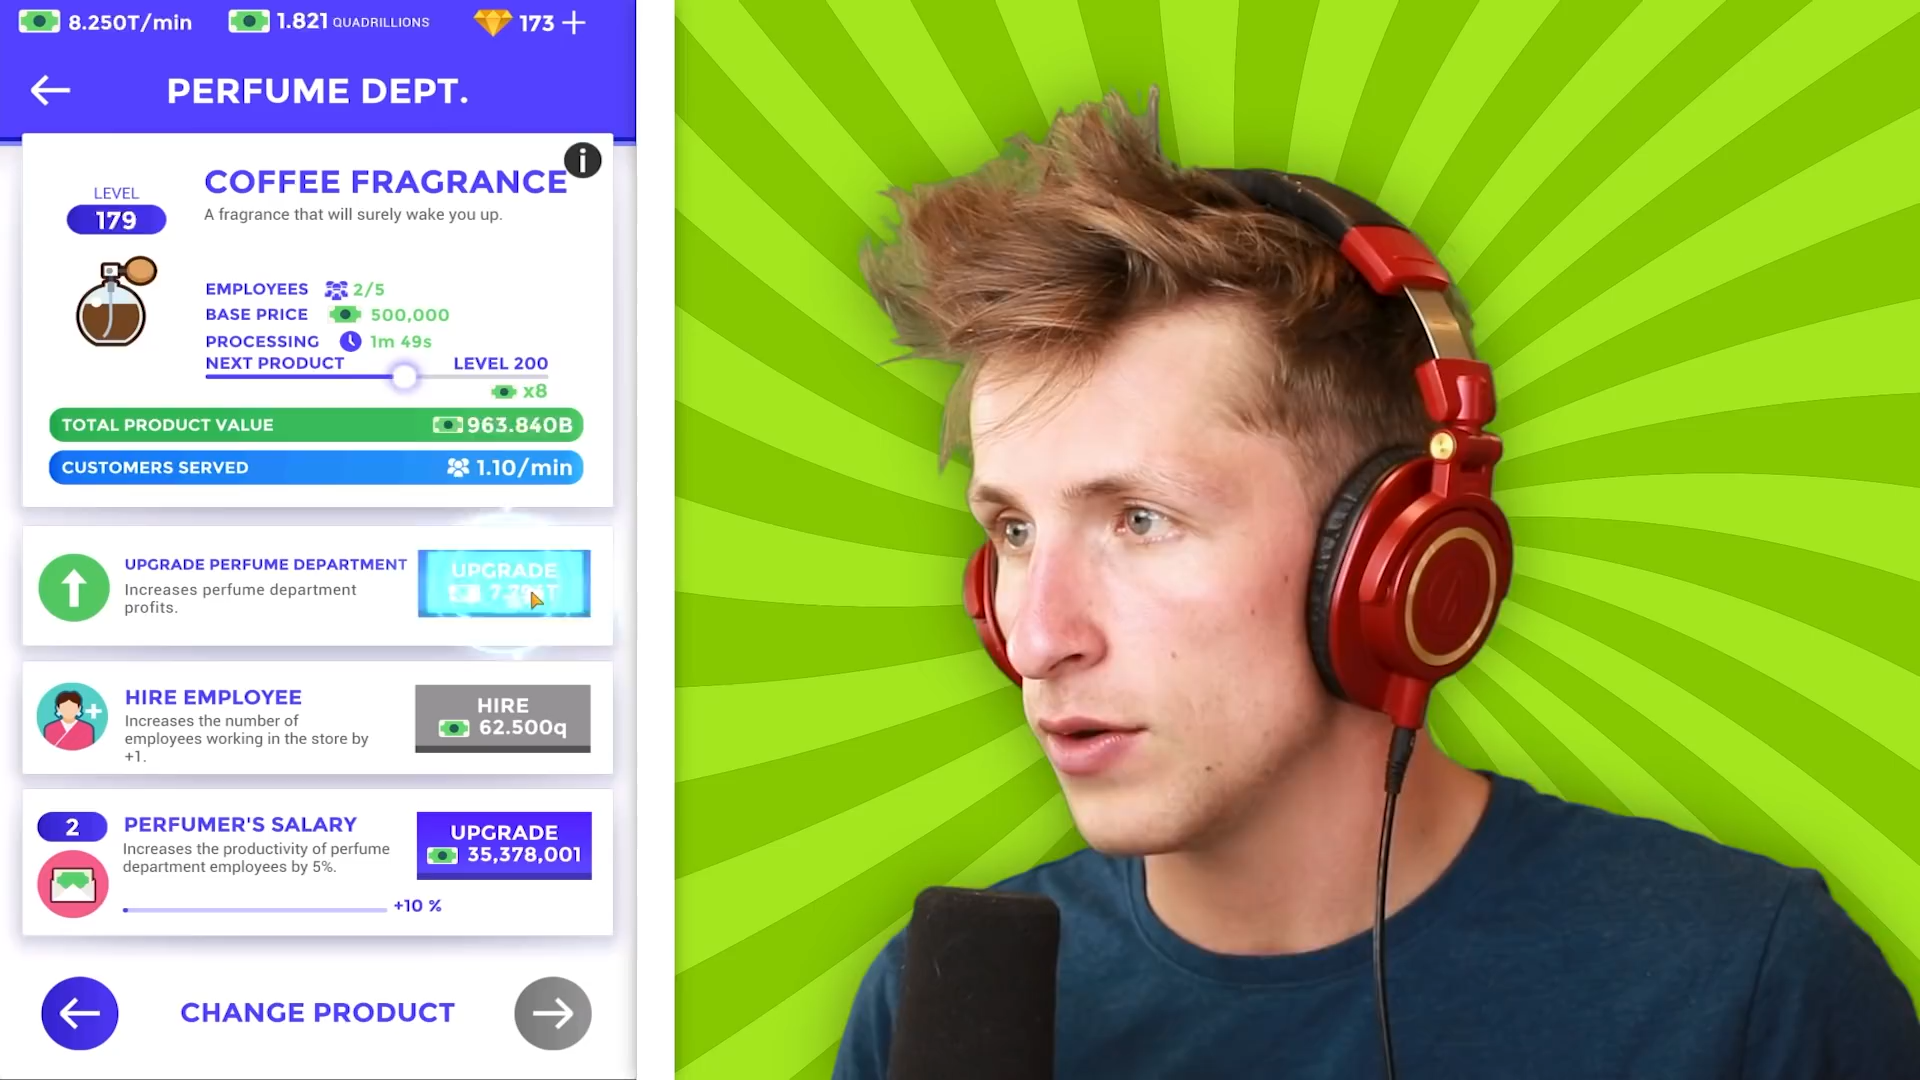 8.250T/min
1.821 QUADRILLIONS
173
PERFUME DEPT.
i
COFFEE FRAGRANCE
A fragrance that will surely wake you up.
LEVEL
179
EMPLOYEES 2/5
BASE PRICE 500,000
PROCESSING 1m 49s
NEXT PRODUCT LEVEL 200
x8
TOTAL PRODUCT VALUE 963.840B
CUSTOMERS SERVED 1.10/min
UPGRADE PERFUME DEPARTMENT
Increases perfume department
profits.
UPGRADE
HIRE EMPLOYEE
Increases the number of
employees working in the store by
+1.
HIRE
62.500q
2
PERFUMER'S SALARY
Increases the productivity of perfume
department employees by 5%.
+10 %
UPGRADE
35,378,001
CHANGE PRODUCT